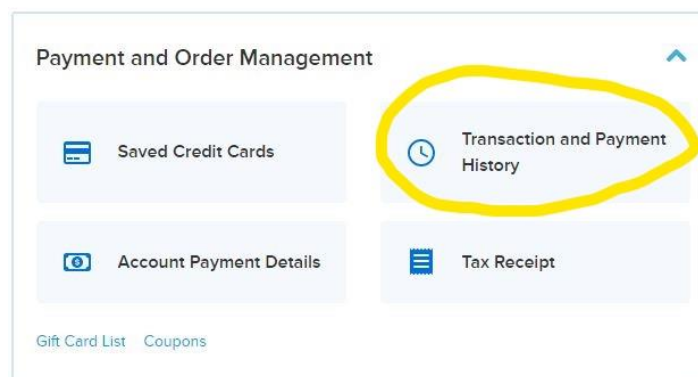 Payment and Order Management
Saved Credit Cards
Transaction and Payment
History
Account Payment Details
Tax Receipt
Gift Card List Coupons